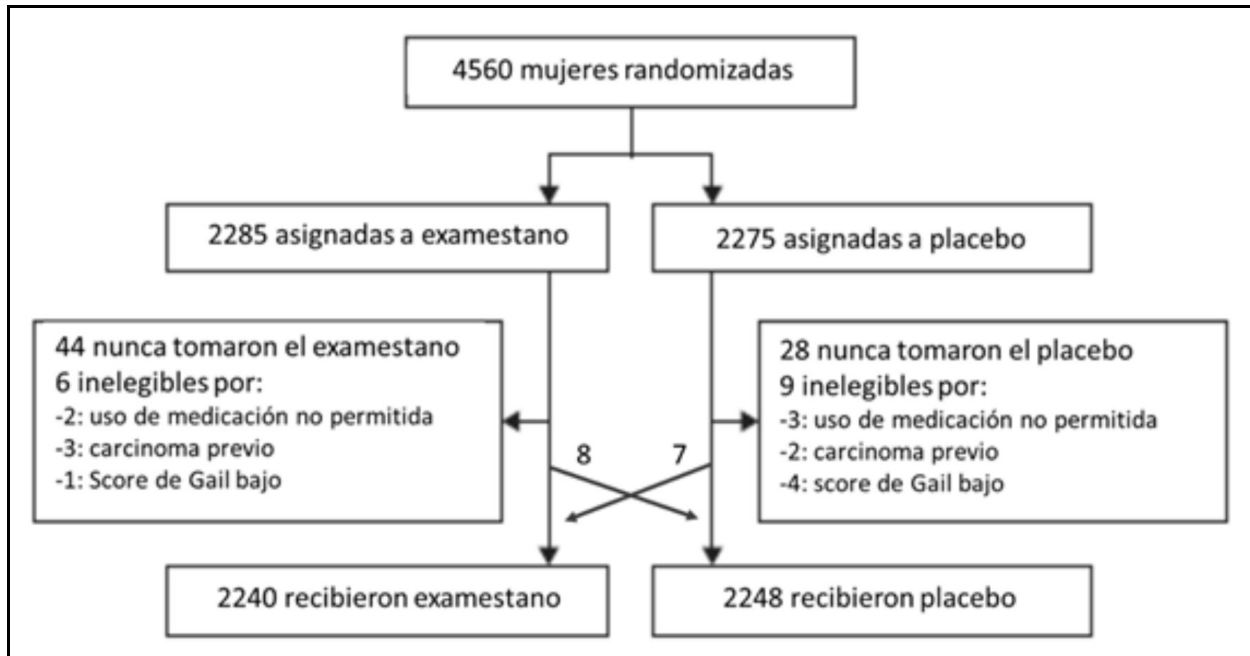 4560 mujeres randomizadas
2285 asignadas a examestano
2275 asignadas a placebo
44 nunca tomaron el examestano
6 inelegibles por:
-2: uso de medicación no permitida
-3: carcinoma previo
-1: Score de Gail bajo
28 nunca tomaron el placebo
9 inelegibles por:
-3: uso de medicación no permitida
-2: carcinoma previo
-4: score de Gail bajo
8
7
2240 recibieron examestano
2248 recibieron placebo